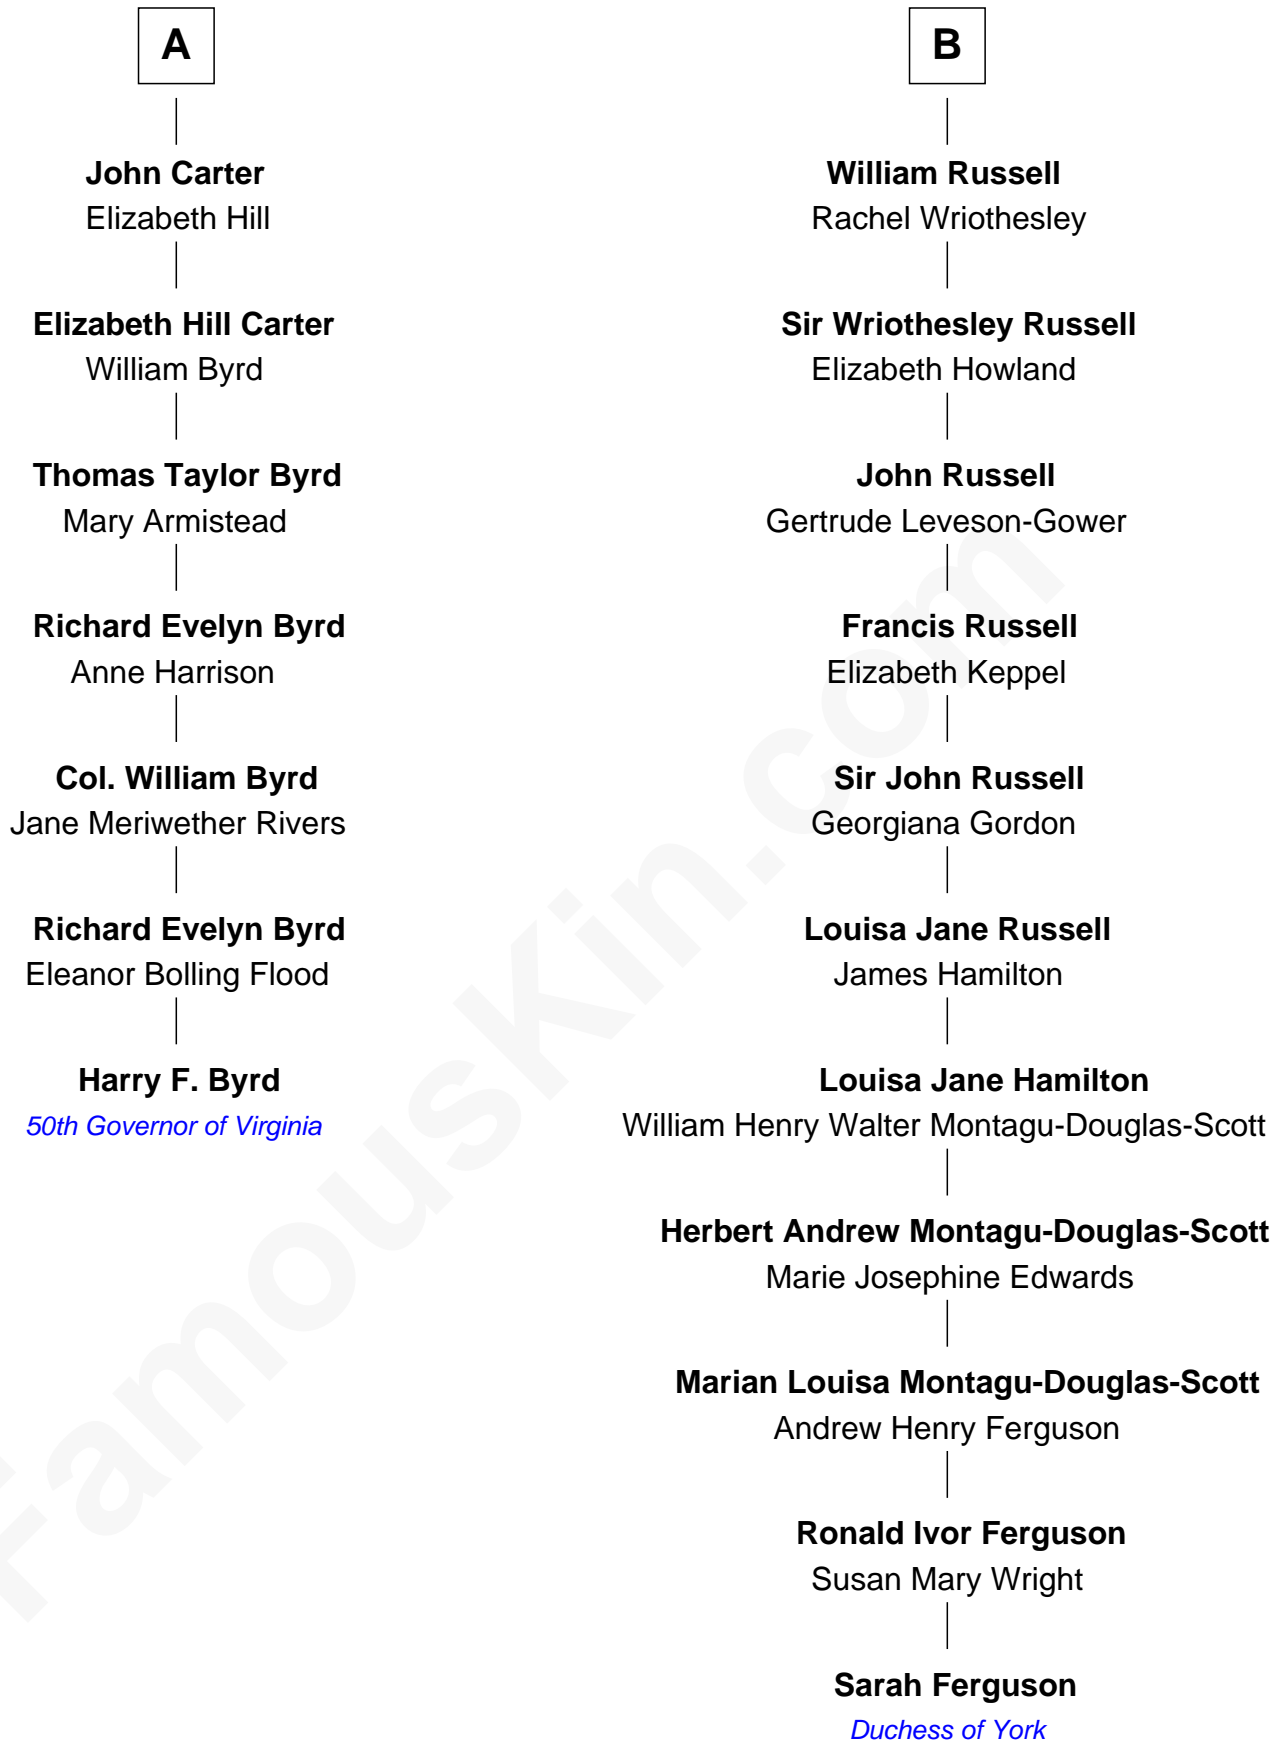 A
John Carter
Elizabeth Hill
Elizabeth Hill Carter
William Byrd
Thomas Taylor Byrd
Mary Armistead
Richard Evelyn Byrd
Anne Harrison
Col. William Byrd
Jane Meriwether Rivers
Richard Evelyn Byrd
Eleanor Bolling Flood
Harry F. Byrd
50th Governor of Virginia
B
William Russell
Rachel Wriothesley
Sir Wriothesley Russell
Elizabeth Howland
John Russell
Gertrude Leveson-Gower
Francis Russell
Elizabeth Keppel
Sir John Russell
Georgiana Gordon
Louisa Jane Russell
James Hamilton
Louisa Jane Hamilton
William Henry Walter Montagu-Douglas-Scott
Herbert Andrew Montagu-Douglas-Scott
Marie Josephine Edwards
Marian Louisa Montagu-Douglas-Scott
Andrew Henry Ferguson
Ronald Ivor Ferguson
Susan Mary Wright
Sarah Ferguson
Duchess of York
FamousKin.com